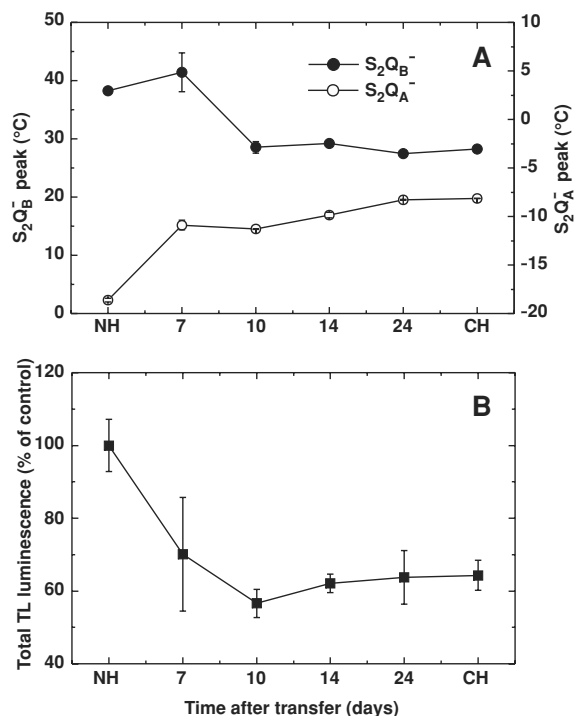 A
S₂Q_B⁻
S₂Q_A⁻
S₂Q_B⁻ peak (°C)
50
40
30
20
10
0
S₂Q_A⁻ peak (°C)
10
5
0
-5
-10
-15
-20
NH 7 10 14 24 CH
B
Total TL luminescence (% of control)
120
100
80
60
40
NH 7 10 14 24 CH
Time after transfer (days)